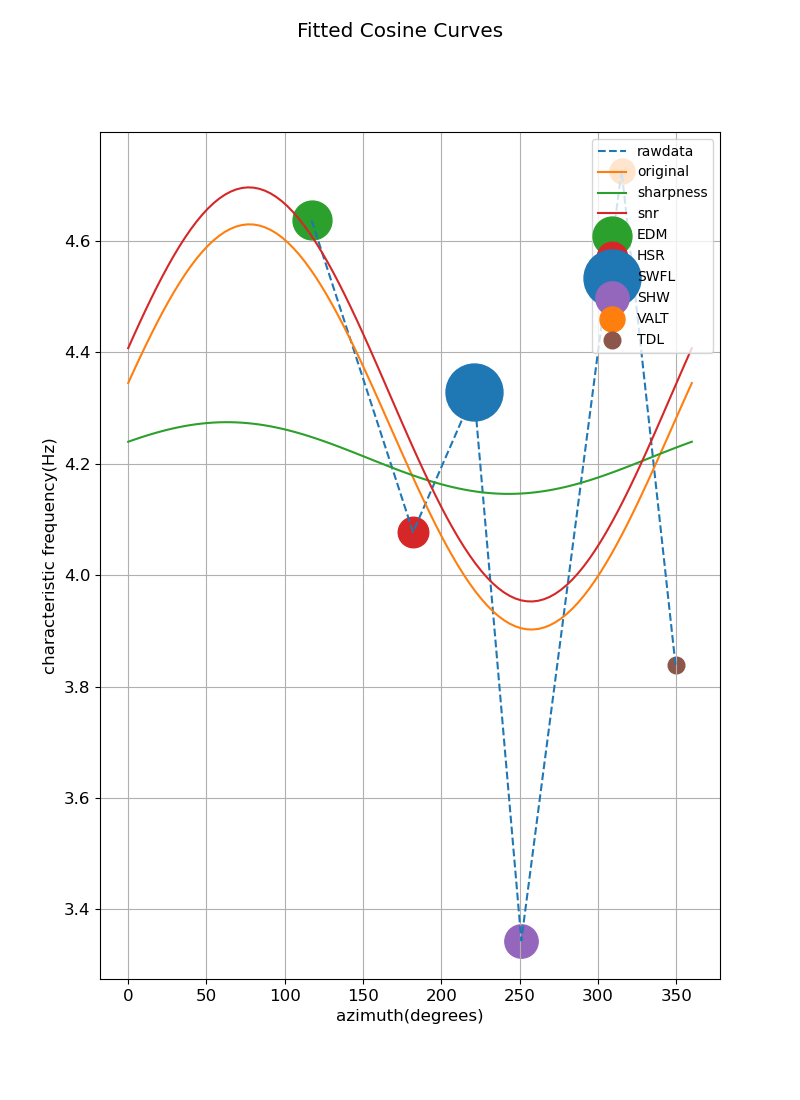 Fitted Cosine Curves
rawdata
original
sharpness
snr
EDM
HSR
SWFL
SHW
VALT
TDL
4.6
4.4
4.2
4.0
3.8
3.6
3.4
characteristic frequency(Hz)
0 50 100 150 200 250 300 350
azimuth(degrees)